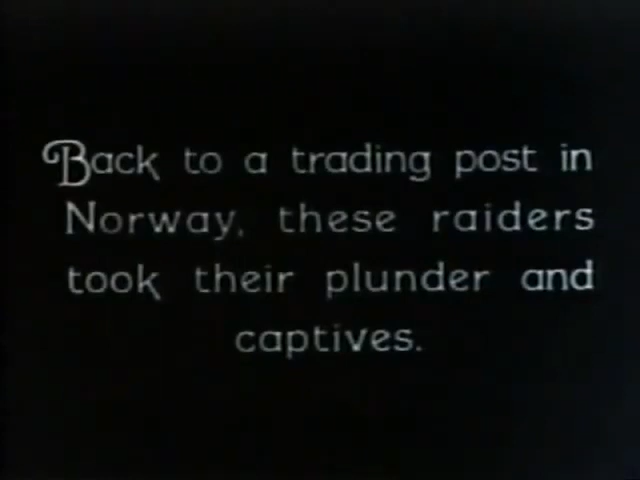 Back to a trading post in
Norway, these raiders
took their plunder and
captives.